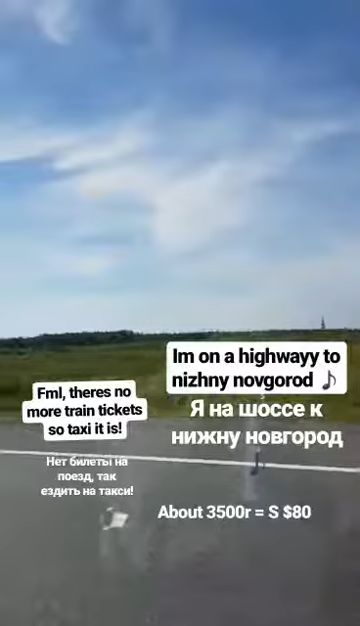 Im on a highwayy to
nizhny novgorod 🎵
Я на шоссе к
нижну новгород
🎵
Fml, theres no
more train tickets
so taxi it is!
Нет билеты на
поезд, так
ездить на такси!
About 3500r = S $80